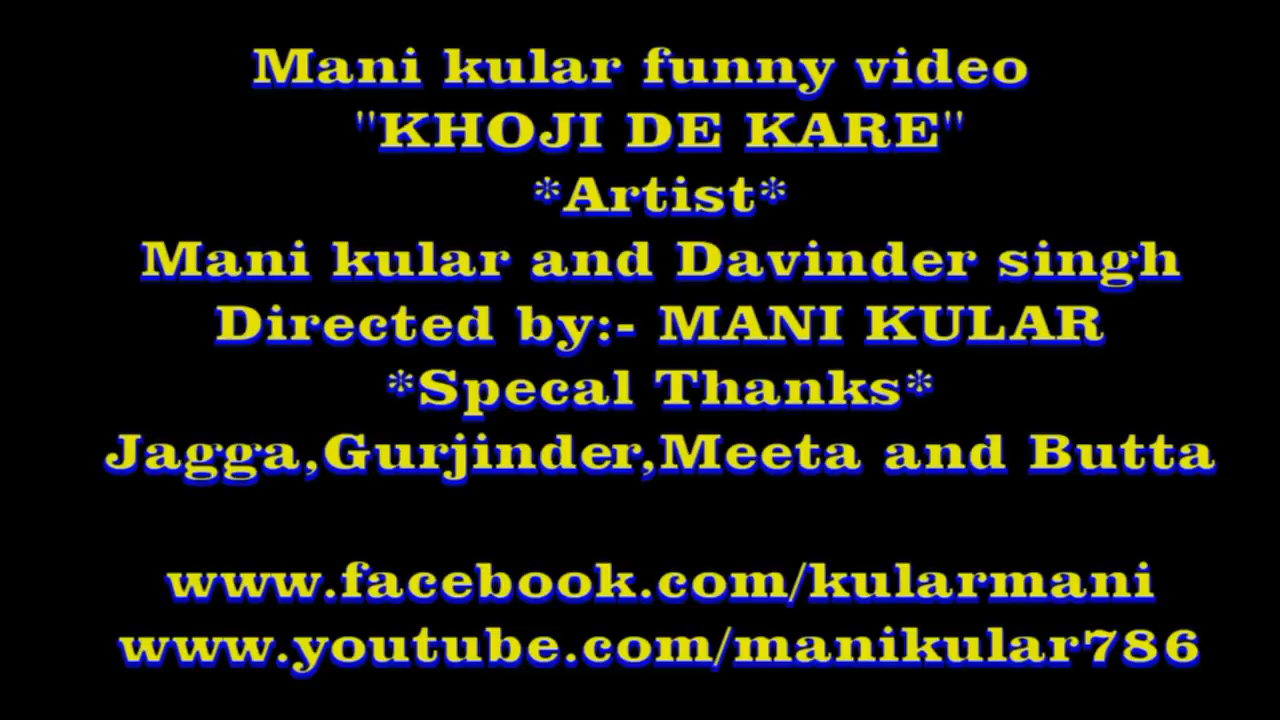 Mani kular funny video
"KHOJI DE KARE"
*Artist*
Mani kular and Davinder singh
Directed by:- MANI KULAR
*Specal Thanks*
Jagga,Gurjinder,Meeta and Butta
www.facebook.com/kularmani
www.youtube.com/manikular786